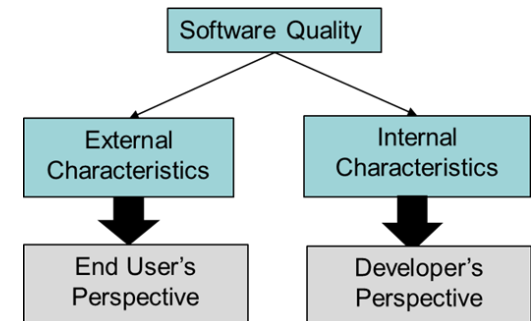 Software Quality
External
Characteristics
Internal
Characteristics
End User's
Perspective
Developer's
Perspective